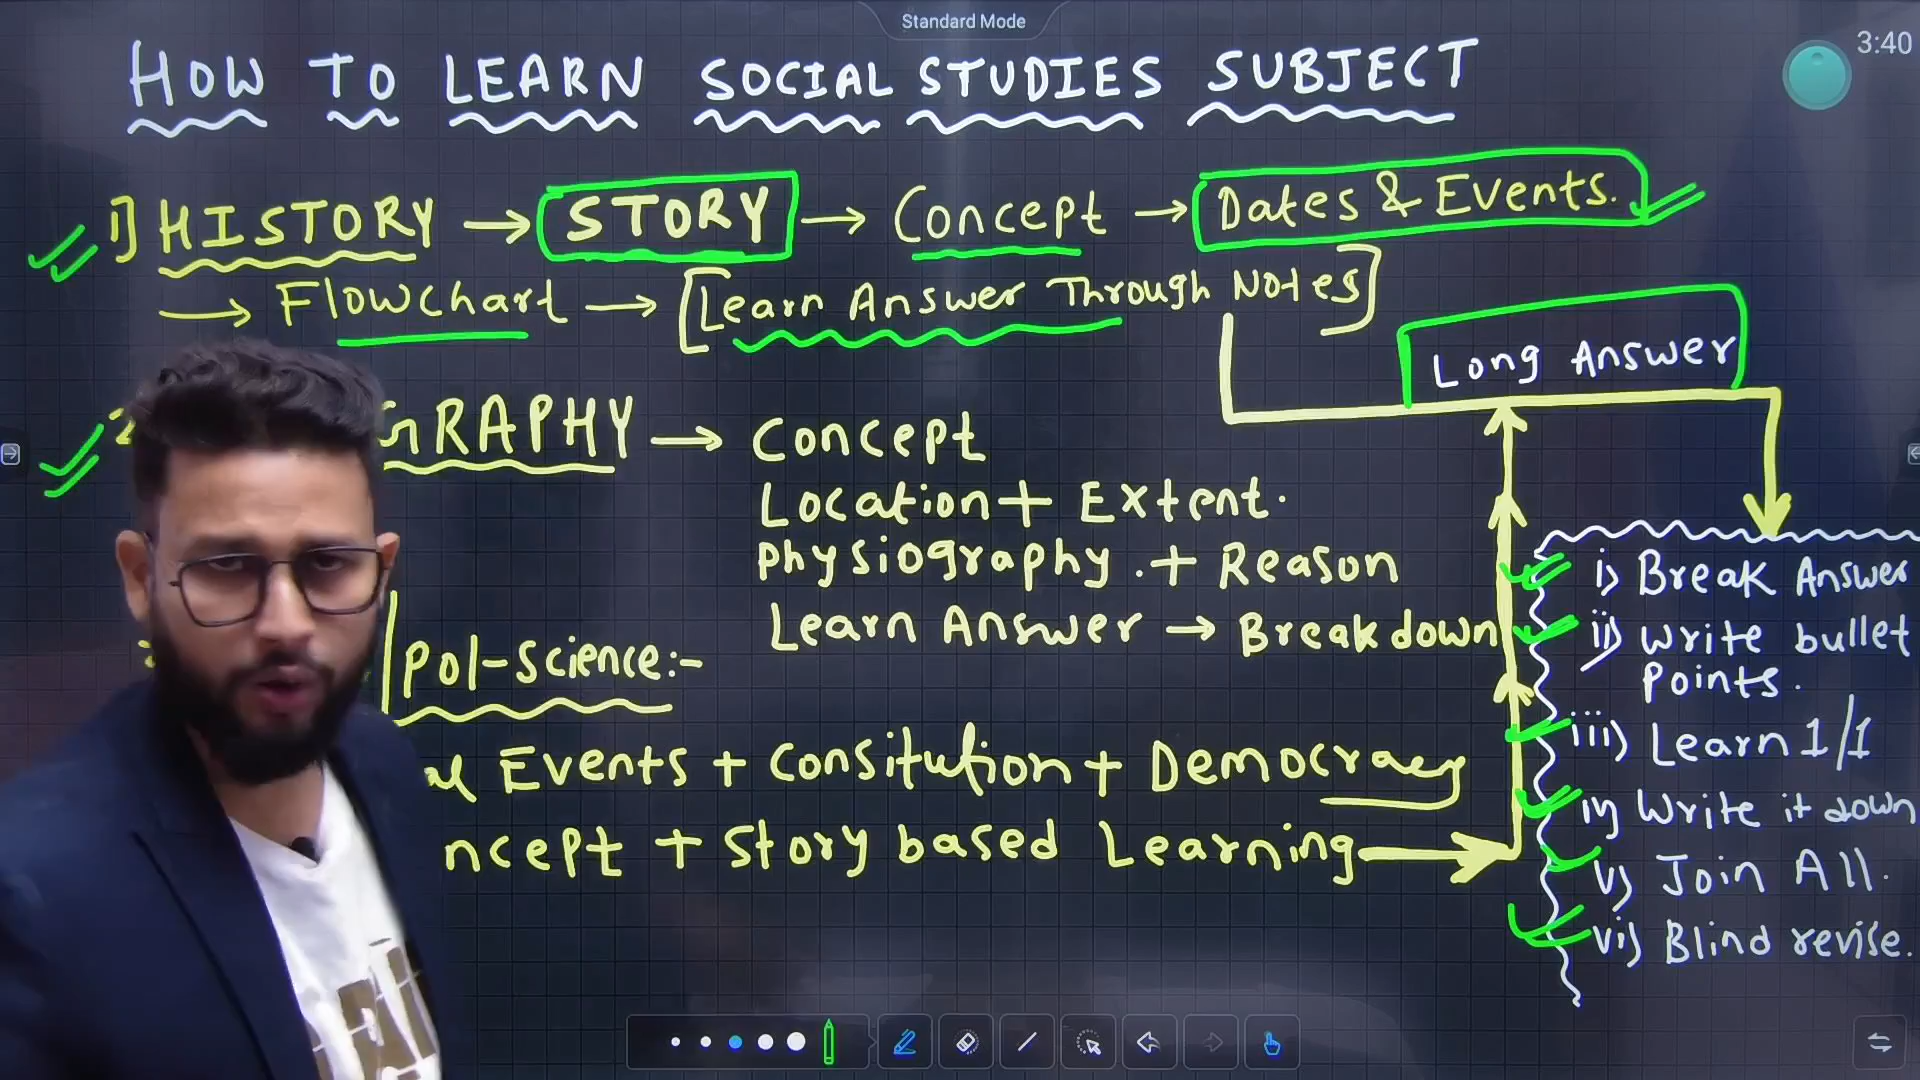 Standard Mode
3:40
HOW TO LEARN SOCIAL STUDIES SUBJECT
1) HISTORY → STORY → Concept → Dates & Events.
→ Flowchart → [Learn Answer Through Notes]
Long Answer
GRAPHY → Concept
Location + Extent.
Physiography . + Reason
Learn Answer → Breakdown
Pol-Science:-
Events + Consitution + Democracy
ncept + Story based Learning
i) Break Answer
ii) Write bullet
Points.
iii) Learn 1/1
iv) Write it down
v) Join All.
vi) Blind revise.